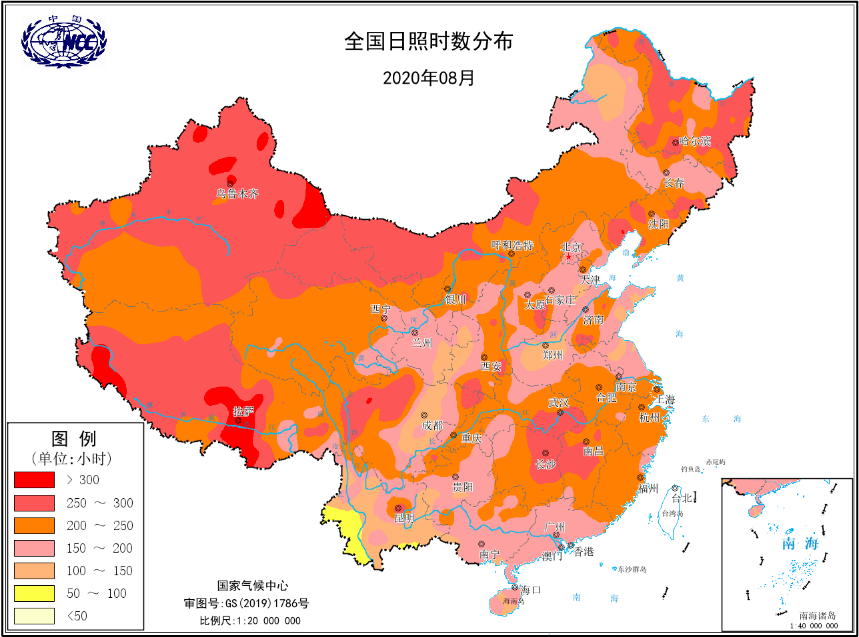 中 国
NCC
全国日照时数分布
2020年08月
哈尔滨
长春
乌鲁木齐
沈阳
呼和浩特
北京
天津
渤
海
黄
海
银川
太原
石家庄
西宁
济南
兰州
河
郑州
西安
南京
合肥
上海
拉萨
武汉
杭州
东 海
成都
重庆
长
江
南昌
长沙
钓鱼岛
赤尾屿
贵阳
福州
台北
台湾岛
昆明
广州
南宁
澳门
香港
东沙群岛
海口
海南岛
南 海
图 例
(单位:小时)
> 300
250 ~ 300
200 ~ 250
150 ~ 200
100 ~ 150
50 ~ 100
<50
国家气候中心
审图号:GS(2019)1786号
比例尺:1:20 000 000
南 海
南海诸岛
1:40 000 000